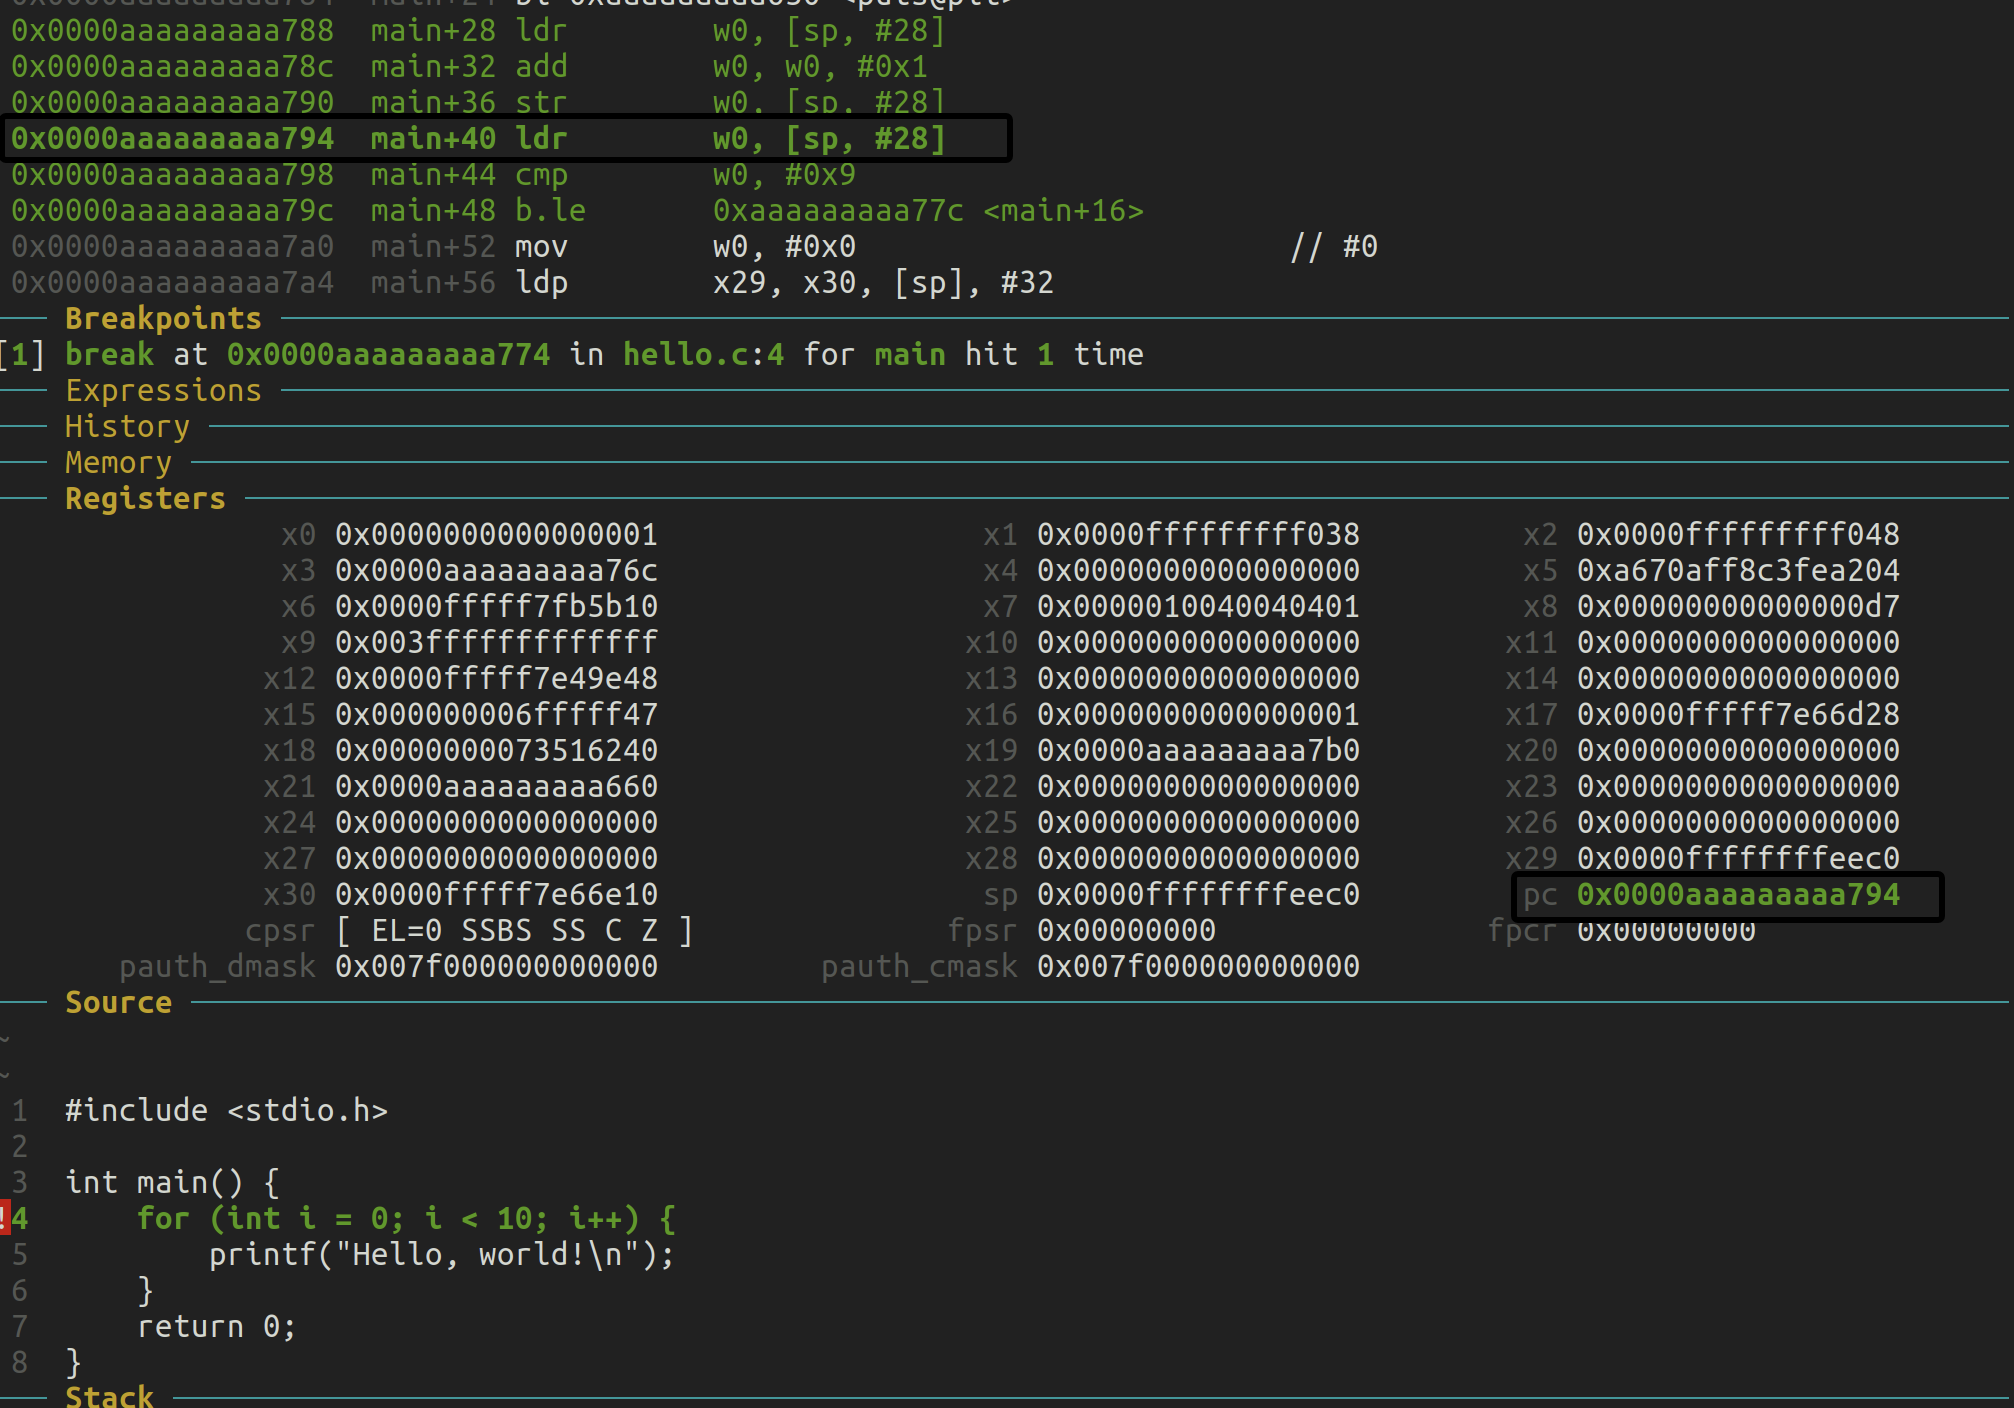 0x0000aaaaaaaaa788  main+28 ldr        w0, [sp, #28]
0x0000aaaaaaaaa78c  main+32 add        w0, w0, #0x1
0x0000aaaaaaaaa790  main+36 str        w0, [sp, #28]
0x0000aaaaaaaaa794  main+40 ldr        w0, [sp, #28]
0x0000aaaaaaaaa798  main+44 cmp        w0, #0x9
0x0000aaaaaaaaa79c  main+48 b.le       0xaaaaaaaaa77c <main+16>
0x0000aaaaaaaaa7a0  main+52 mov        w0, #0x0                        // #0
0x0000aaaaaaaaa7a4  main+56 ldp        x29, x30, [sp], #32
Breakpoints
[1] break at 0x0000aaaaaaaaa774 in hello.c:4 for main hit 1 time
Expressions
History
Memory
Registers
x0 0x0000000000000001 x1 0x0000fffffffff038 x2 0x0000fffffffff048
x3 0x0000aaaaaaaaa76c x4 0x0000000000000000 x5 0xa670aff8c3fea204
x6 0x0000fffff7fb5b10 x7 0x0000010040040401 x8 0x00000000000000d7
x9 0x003fffffffffffff x10 0x0000000000000000 x11 0x0000000000000000
x12 0x0000fffff7e49e48 x13 0x0000000000000000 x14 0x0000000000000000
x15 0x000000006fffff47 x16 0x0000000000000001 x17 0x0000fffff7e66d28
x18 0x0000000073516240 x19 0x0000aaaaaaaaa7b0 x20 0x0000000000000000
x21 0x0000aaaaaaaaa660 x22 0x0000000000000000 x23 0x0000000000000000
x24 0x0000000000000000 x25 0x0000000000000000 x26 0x0000000000000000
x27 0x0000000000000000 x28 0x0000000000000000 x29 0x0000ffffffffeec0
x30 0x0000fffff7e66e10 sp 0x0000ffffffffeec0 pc 0x0000aaaaaaaaa794
cpsr [ EL=0 SSBS SS C Z ] fpsr 0x00000000 fpcr 0x00000000
pauth_dmask 0x007f000000000000 pauth_cmask 0x007f000000000000
Source
~
~
1  #include <stdio.h>
2
3  int main() {
!4      for (int i = 0; i < 10; i++) {
5          printf("Hello, world!\n");
6      }
7      return 0;
8  }
Stack